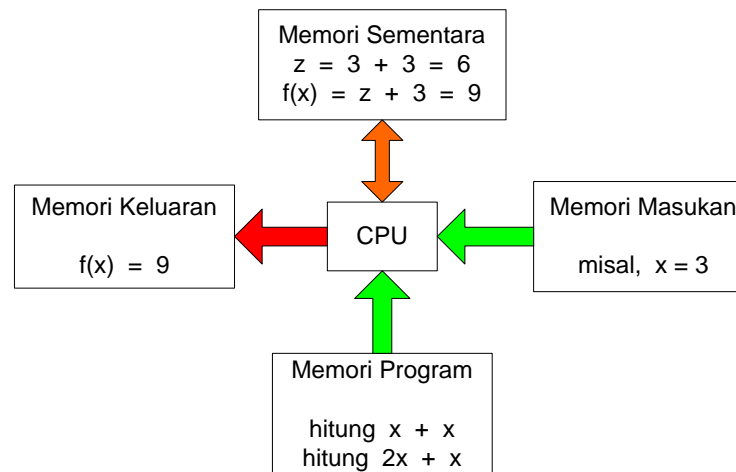 Memori Sementara
z = 3 + 3 = 6
f(x) = z + 3 = 9
Memori Keluaran
f(x) = 9
CPU
Memori Masukan
misal, x = 3
Memori Program
hitung x + x
hitung 2x + x